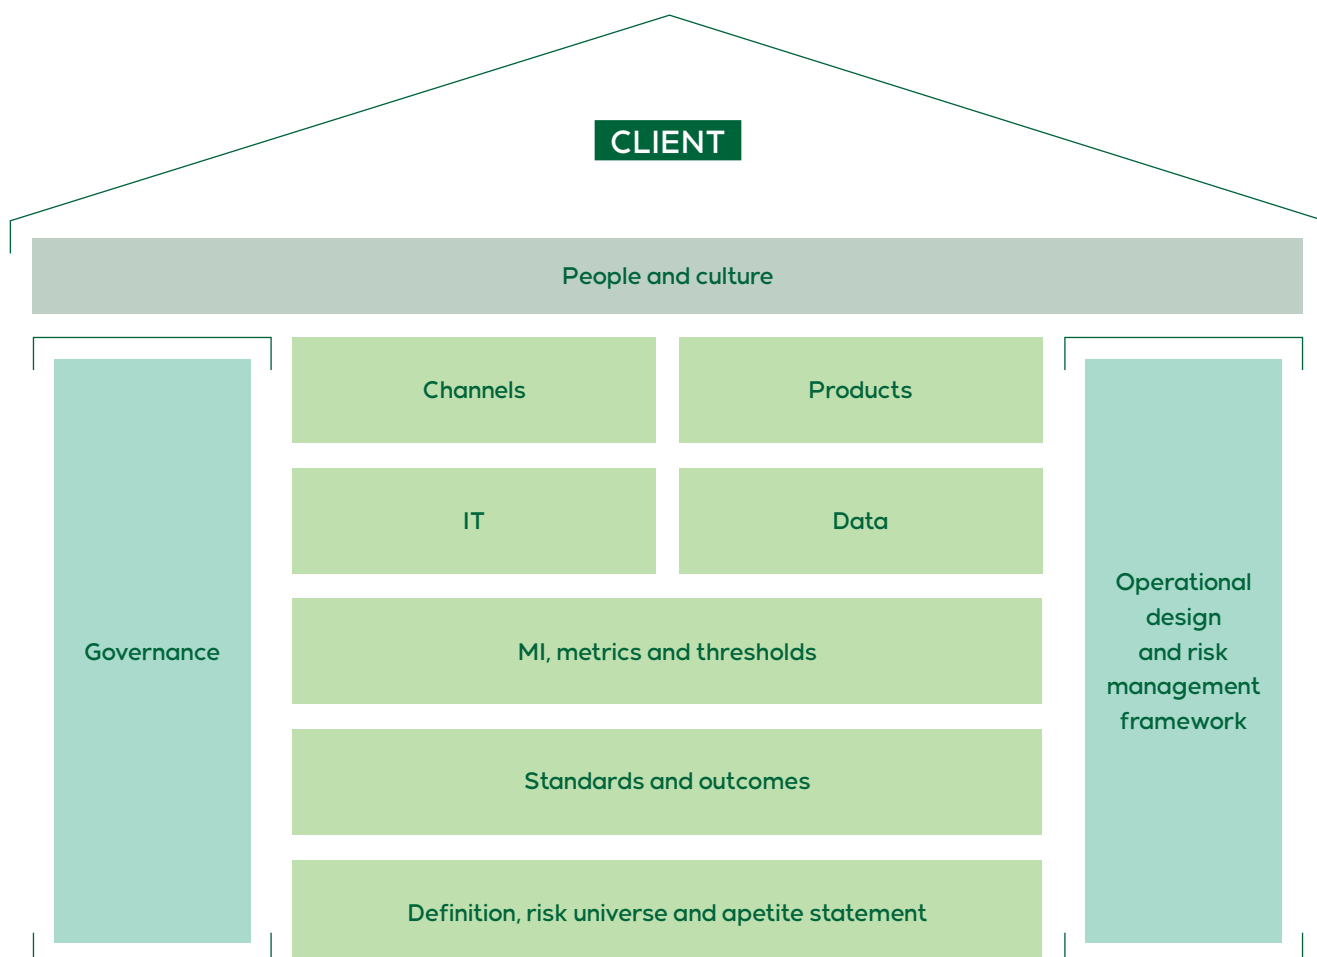 CLIENT
People and culture
Channels
Products
IT
Data
Governance
MI, metrics and thresholds
Operational
design
and risk
management
framework
Standards and outcomes
Definition, risk universe and apetite statement